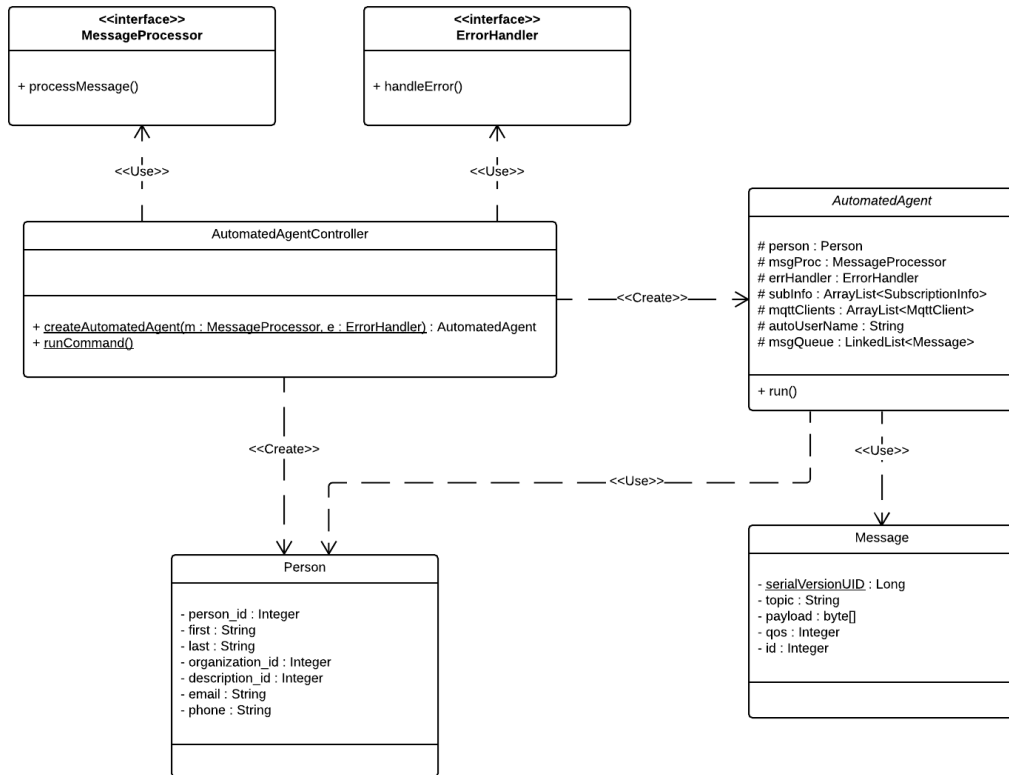 <<interface>>
MessageProcessor
+ processMessage()
<<interface>>
ErrorHandler
+ handleError()
<<Use>>
<<Use>>
AutomatedAgentController
+ createAutomatedAgent(m : MessageProcessor, e : ErrorHandler) : AutomatedAgent
+ runCommand()
<<Create>>
AutomatedAgent
# person : Person
# msgProc : MessageProcessor
# errHandler : ErrorHandler
# subInfo : ArrayList<SubscriptionInfo>
# mqttClients : ArrayList<MqttClient>
# autoUserName : String
# msgQueue : LinkedList<Message>
+ run()
<<Create>>
<<Use>>
<<Use>>
Person
- person_id : Integer
- first : String
- last : String
- organization_id : Integer
- description_id : Integer
- email : String
- phone : String
Message
- serialVersionUID : Long
- topic : String
- payload : byte[]
- qos : Integer
- id : Integer